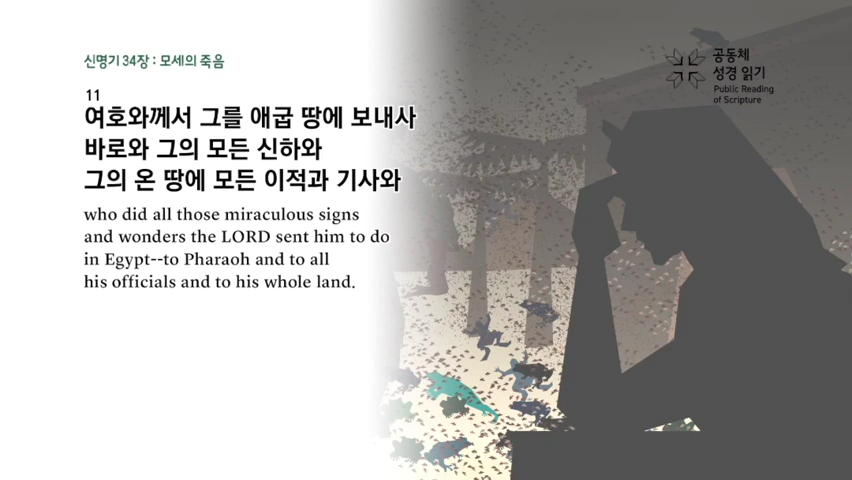 신명기 34장 : 모세의 죽음
공동체
성경 읽기
Public Reading
of Scripture
11
여호와께서 그를 애굽 땅에 보내사
바로와 그의 모든 신하와
그의 온 땅에 모든 이적과 기사와
who did all those miraculous signs
and wonders the LORD sent him to do
in Egypt--to Pharaoh and to all
his officials and to his whole land.